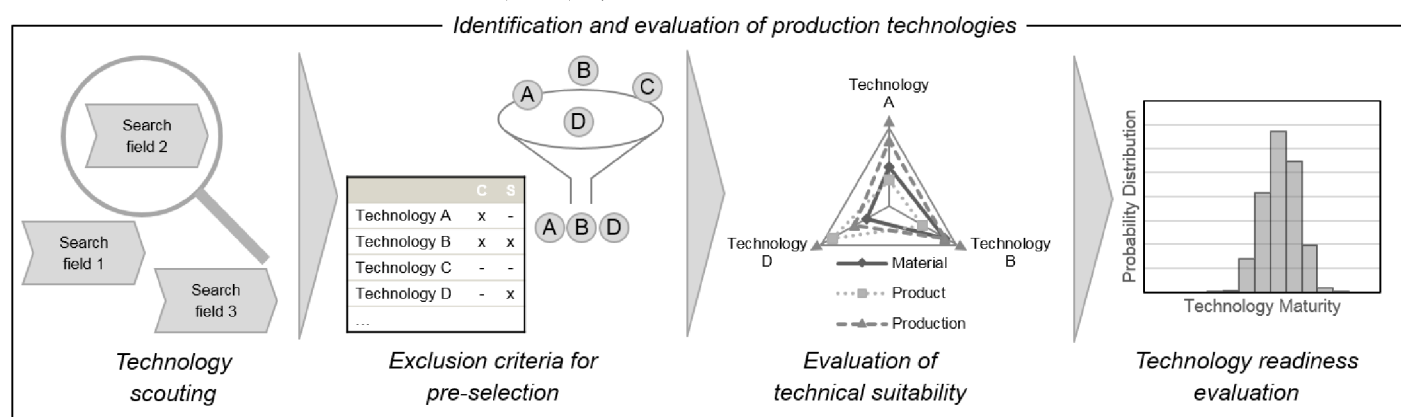 Identification and evaluation of production technologies
Search
field 2
Search
field 1
Search
field 3
Technology
scouting
A
B
C
D
C S
Technology A x -
Technology B x x
Technology C - -
Technology D - x
...
A B D
Exclusion criteria for
pre-selection
Technology
A
Technology
D
Technology
B
Material
Product
Production
Evaluation of
technical suitability
Probability Distribution
Technology Maturity
Technology readiness
evaluation